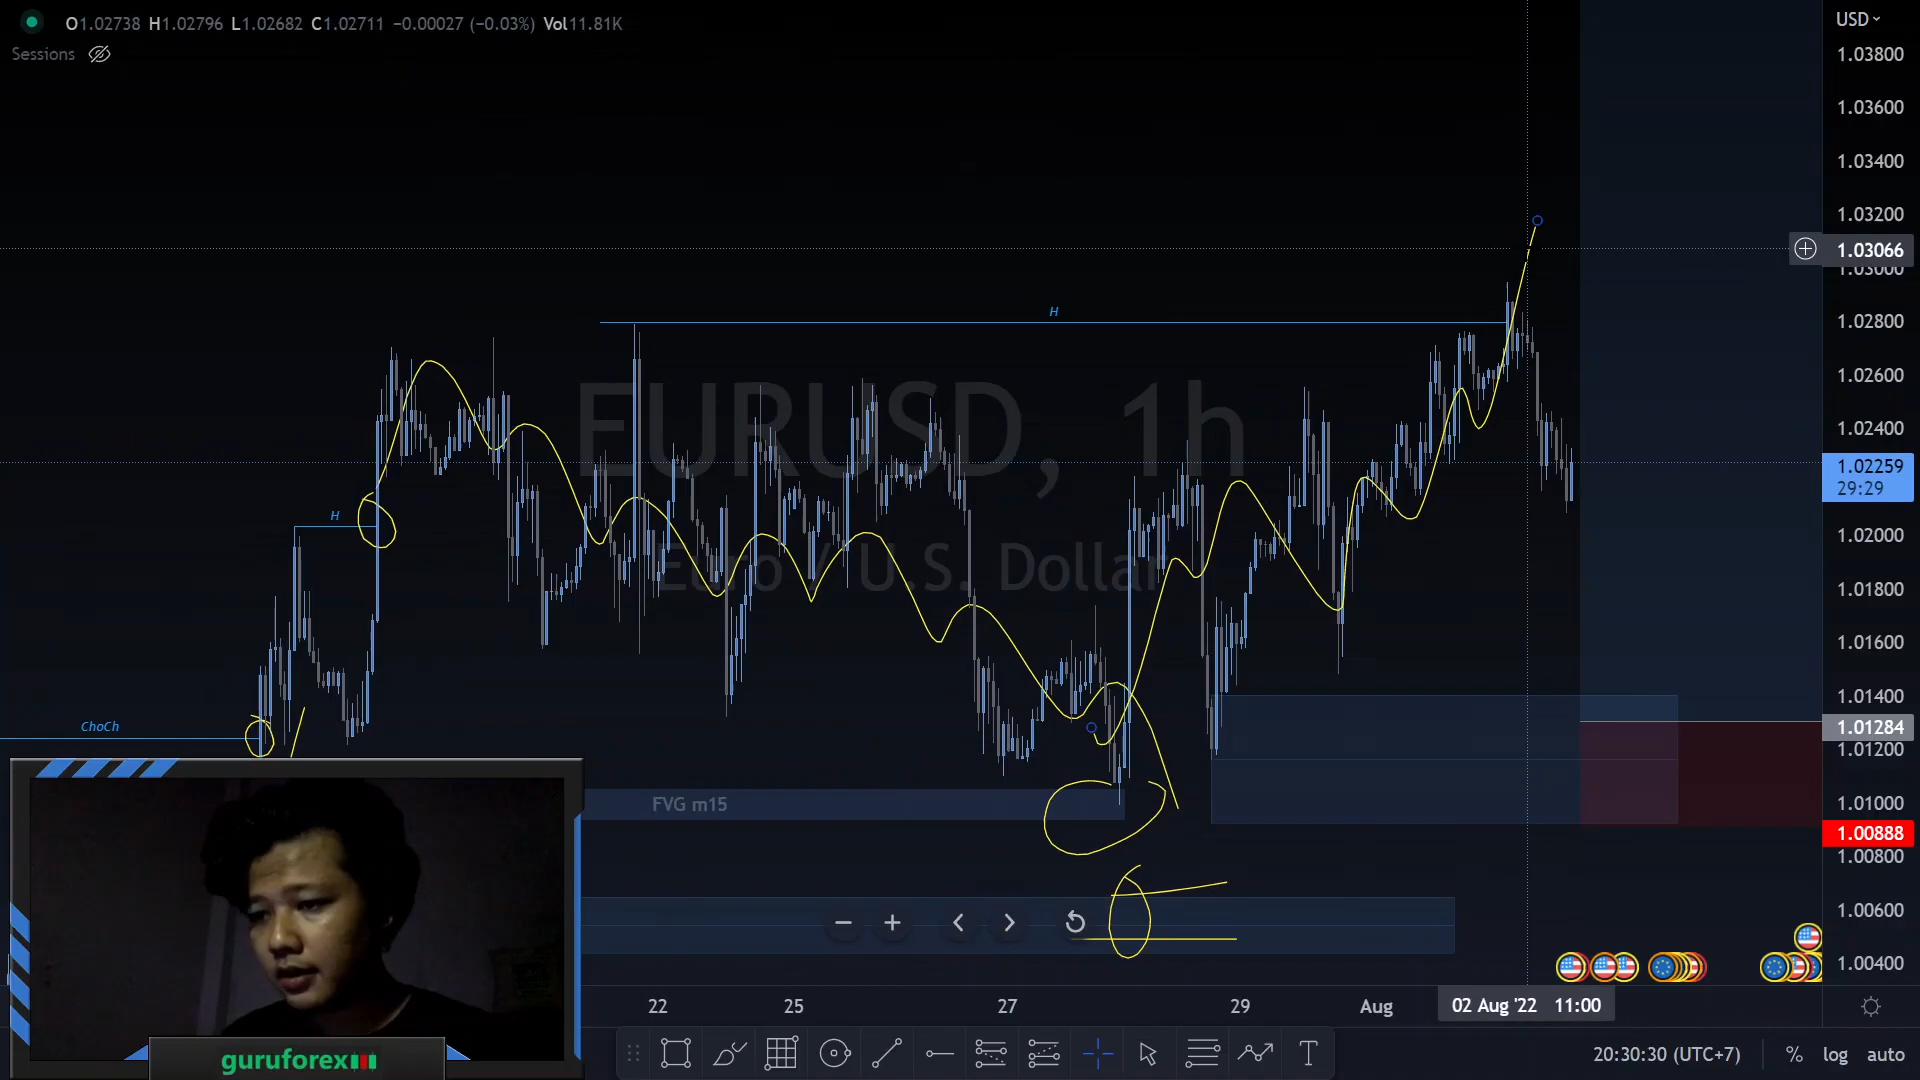 O1.02738 H1.02796 L1.02682 C1.02711 −0.00027 (−0.03%) Vol11.81K
USD
Sessions
1.03800
1.03600
1.03400
1.03200
1.03066
1.03000
H
1.02800
EURUSD, 1h
1.02600
1.02400
1.02259
29:29
H
1.02000
Euro / U.S. Dollar
1.01800
1.01600
1.01400
ChoCh
1.01284
1.01200
FVG m15
1.01000
1.00888
1.00800
1.00600
1.00400
22 25 27 29 Aug 02 Aug '22 11:00
guruforex
T
20:30:30 (UTC+7) % log auto